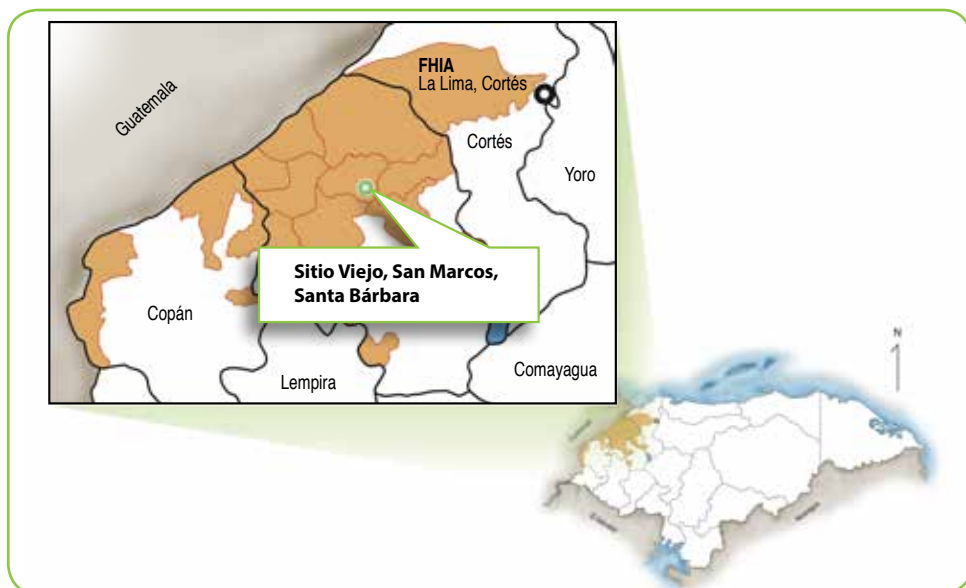 FHIA
La Lima, Cortés
Guatemala
Cortés
Yoro
Sitio Viejo, San Marcos,
Santa Bárbara
Copán
Lempira
Comayagua
N